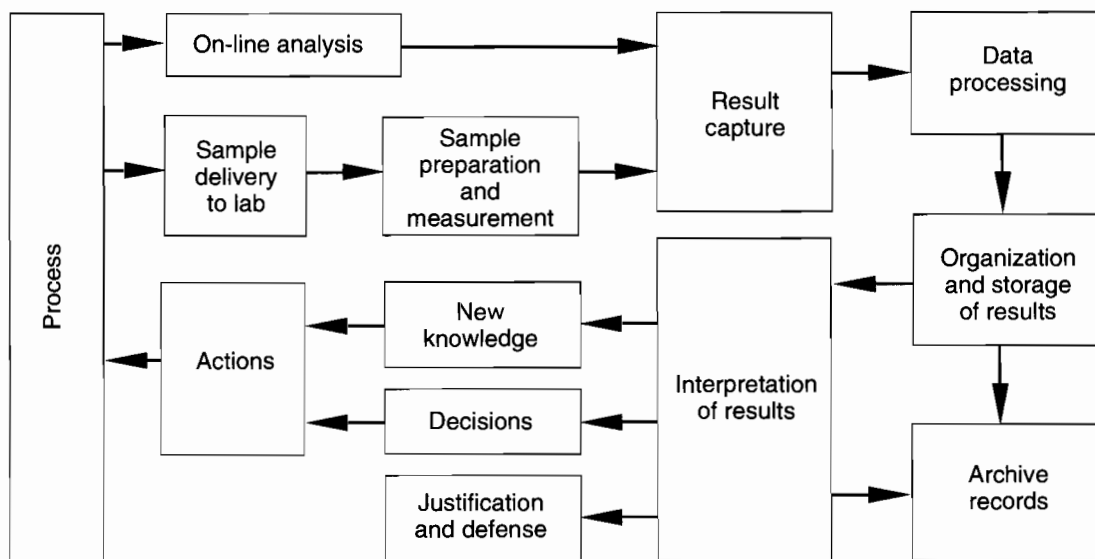 Process
On-line analysis
Sample
delivery
to lab
Sample
preparation
and
measurement
Result
capture
Data
processing
Organization
and storage
of results
Interpretation
of results
New
knowledge
Decisions
Justification
and defense
Actions
Archive
records